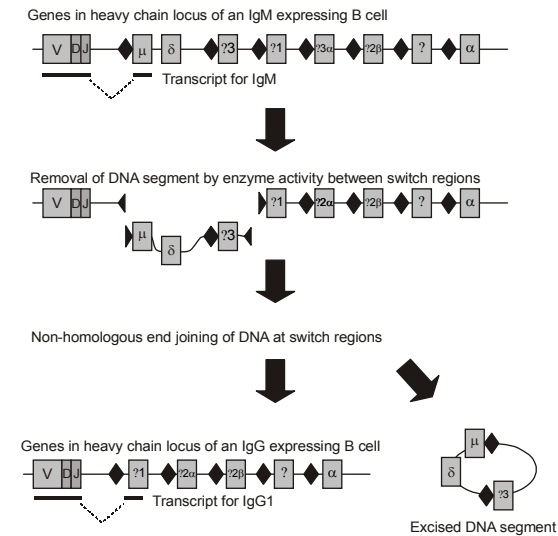 Genes in heavy chain locus of an IgM expressing B cell
V D J μ δ ?3 ?1 ?3α ?2β ? α
Transcript for IgM
Removal of DNA segment by enzyme activity between switch regions
V D J ?1 ?2α ?2β ? α
μ δ ?3
Non-homologous end joining of DNA at switch regions
Genes in heavy chain locus of an IgG expressing B cell
V D J ?1 ?2α ?2β ? α
Transcript for IgG1
μ
δ
?3
Excised DNA segment